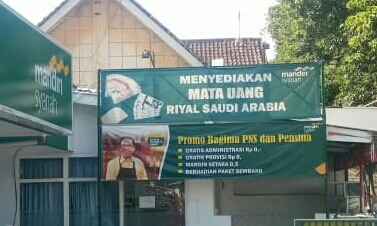 mandiri
syariah
MENYEDIAKAN
mandiri
syariah
MATA UANG
RIYAL SAUDI ARABIA
Promo Bagimu PNS dan Pensiun
GRATIS ADMINISTRASI Rp 0,-
GRATIS PROVISI Rp 0,
MARGIN SETARA 0,5
BERHADIAH PAKET SEMBAKO